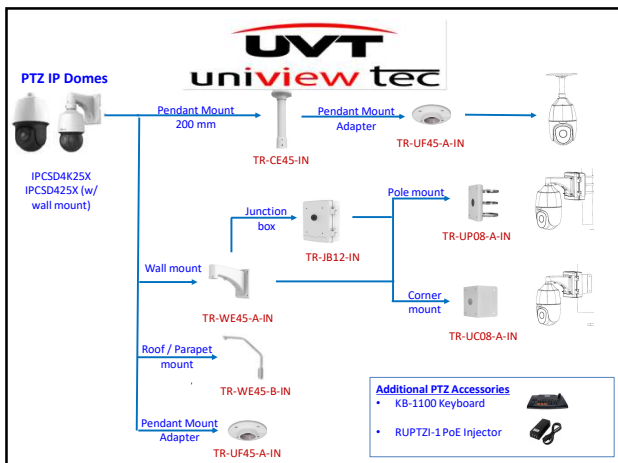 UVT
uniview tec
PTZ IP Domes
Pendant Mount
200 mm
Pendant Mount
Adapter
TR-CE45-IN
TR-UF45-A-IN
IPCSD4K25X
IPCSD425X (w/
wall mount)
Junction
box
Pole mount
TR-JB12-IN
TR-UP08-A-IN
Wall mount
TR-WE45-A-IN
Corner
mount
TR-UC08-A-IN
Roof / Parapet
mount
,
TR-WE45-B-IN
Pendant Mount
Adapter
TR-UF45-A-IN
Additional PTZ Accessories
• KB-1100 Keyboard
• RUPTZI-1 PoE Injector